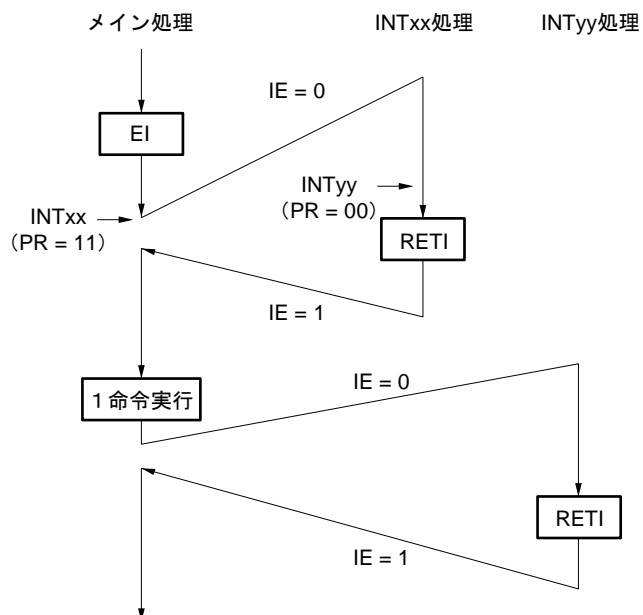 メイン処理
INTxx処理
INTyy処理
IE = 0
EI
INTyy
(PR = 00)
INTxx
（PR = 11）
RETI
IE = 1
IE = 0
1命令実行
RETI
IE = 1